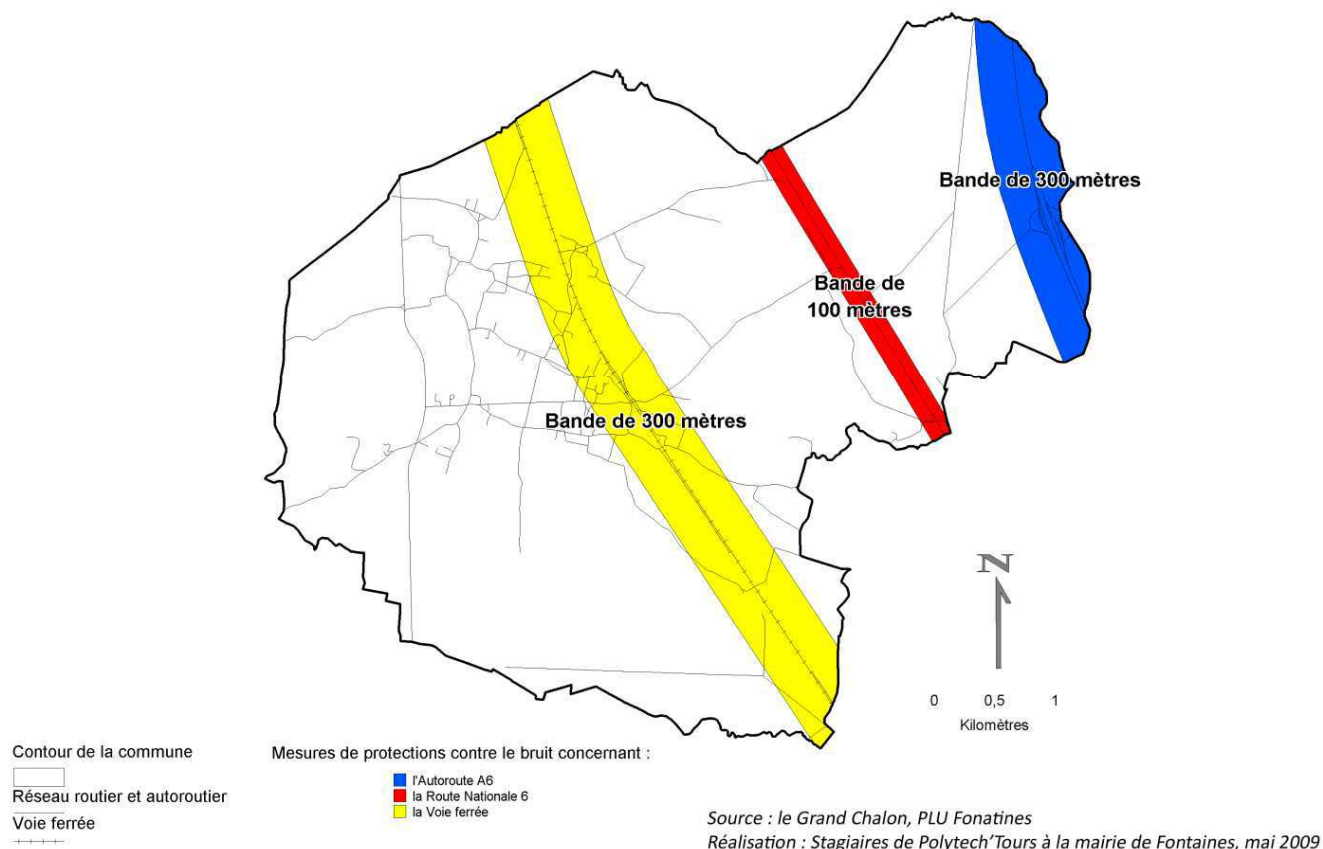 Bande de 300 mètres
Bande de
100 mètres
Bande de 300 mètres
N
0 0,5 1
Kilomètres
Contour de la commune
Réseau routier et autoroutier
Voie ferrée
Mesures de protections contre le bruit concernant :
l'Autoroute A6
la Route Nationale 6
la Voie ferrée
Source : le Grand Chalon, PLU Fonatines
Réalisation : Stagiaires de Polytech'Tours à la mairie de Fontaines, mai 2009